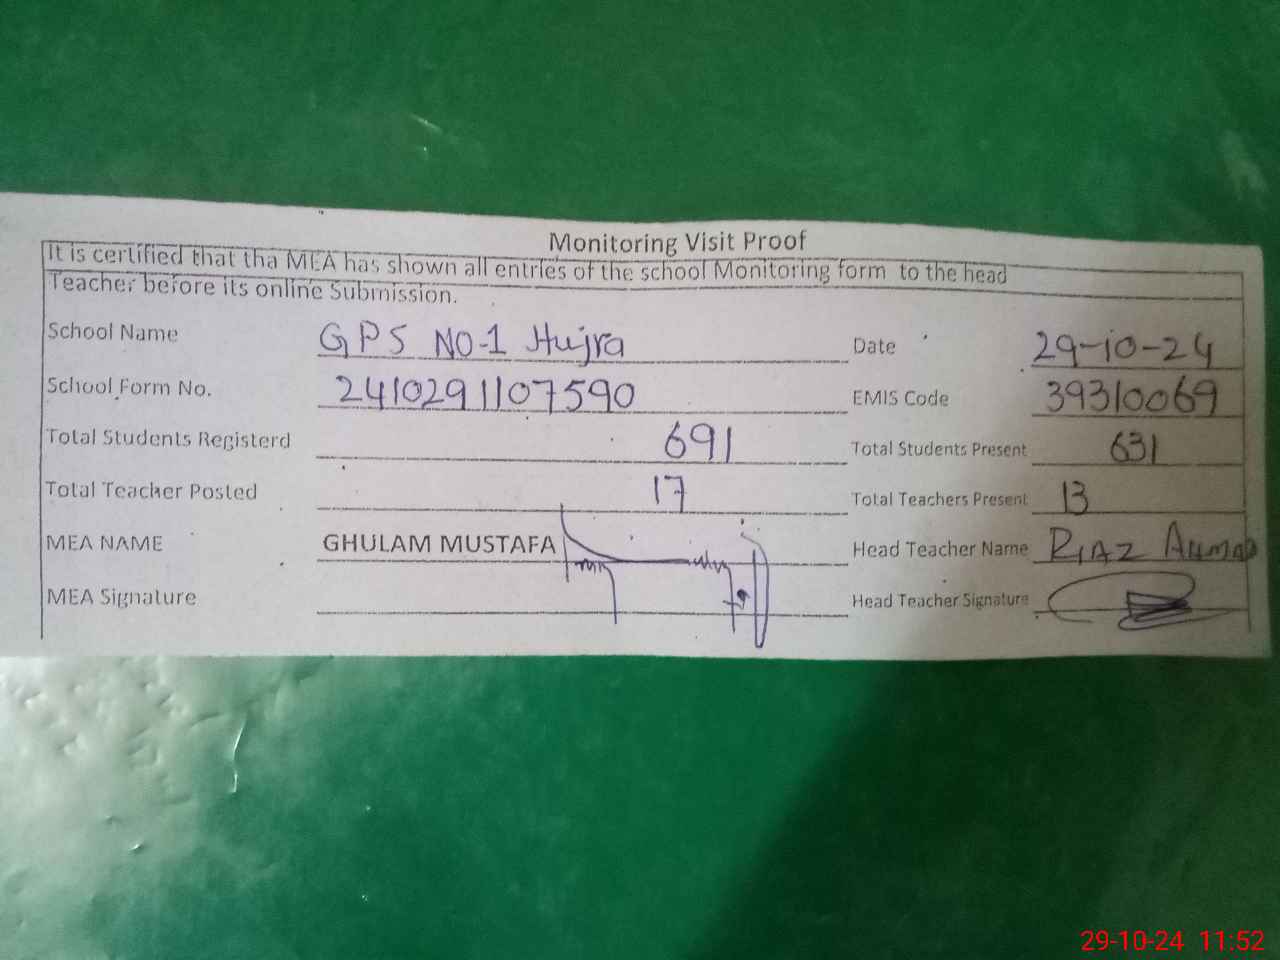 Monitoring Visit Proof
It is certified that tha MEA has shown all entries of the school Monitoring form to the head
Teacher before its online Submission.
School Name GPS NO-1 Hujra Date 29-10-24
School Form No. 2410291107590 EMIS Code 39310069
Total Students Registerd 691 Total Students Present 631
Total Teacher Posted 17 Total Teachers Present 13
MEA NAME GHULAM MUSTAFA Head Teacher Name RIAZ AHMAD
MEA Signature Head Teacher Signature
29-10-24 11:52